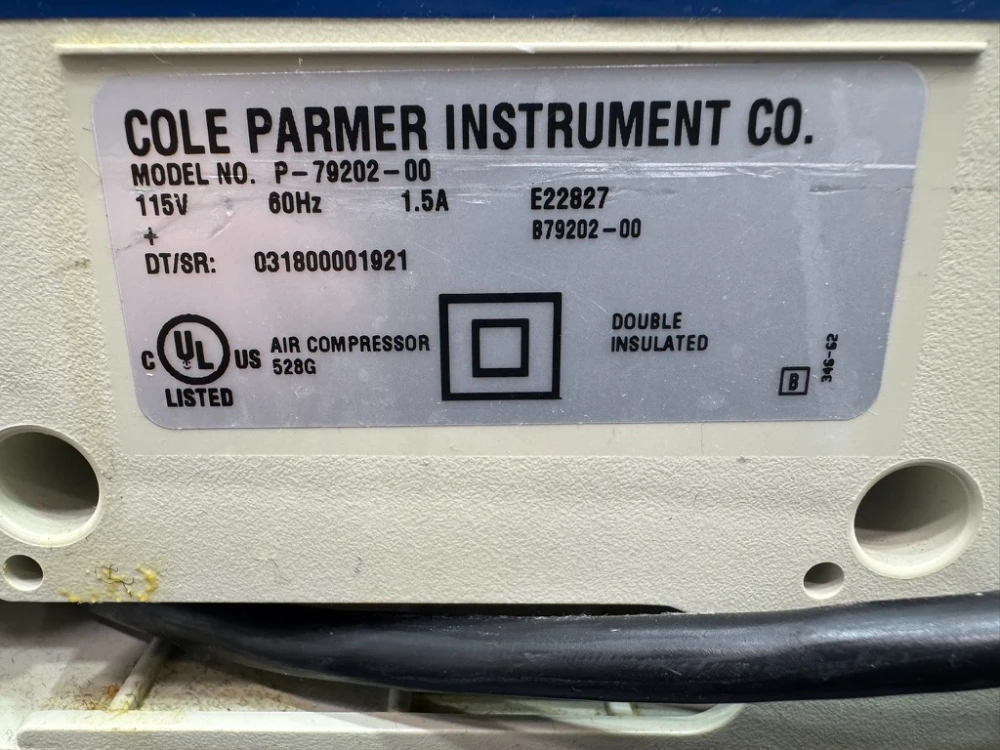 COLE PARMER INSTRUMENT CO.
MODEL NO. P-79202-00
115V 60Hz 1.5A E22827
+ B79202-00
DT/SR: 031800001921
C UL US AIR COMPRESSOR DOUBLE
LISTED 528G INSULATED
B 346-62